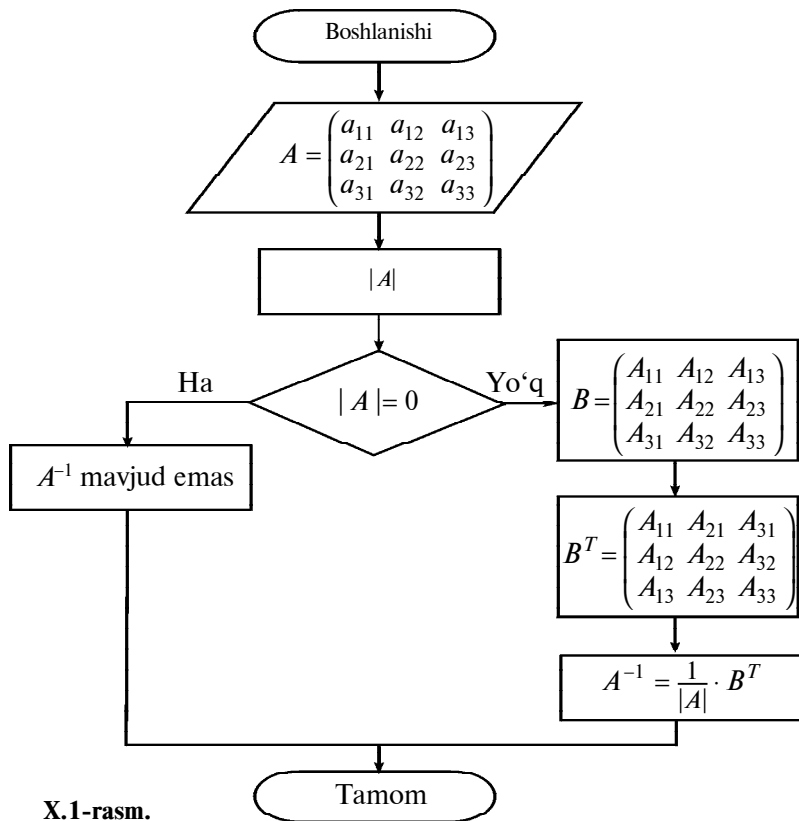 Boshlanishi
A = ( a₁₁ a₁₂ a₁₃
a₂₁ a₂₂ a₂₃
a₃₁ a₃₂ a₃₃ )
|A|
Ha
| A |= 0
Yo‘q
B = ( A₁₁ A₁₂ A₁₃
A₂₁ A₂₂ A₂₃
A₃₁ A₃₂ A₃₃ )
A⁻¹ mavjud emas
Bᵀ = ( A₁₁ A₂₁ A₃₁
A₁₂ A₂₂ A₃₂
A₁₃ A₂₃ A₃₃ )
A⁻¹ = 1/|A| · Bᵀ
Tamom
X.1-rasm.